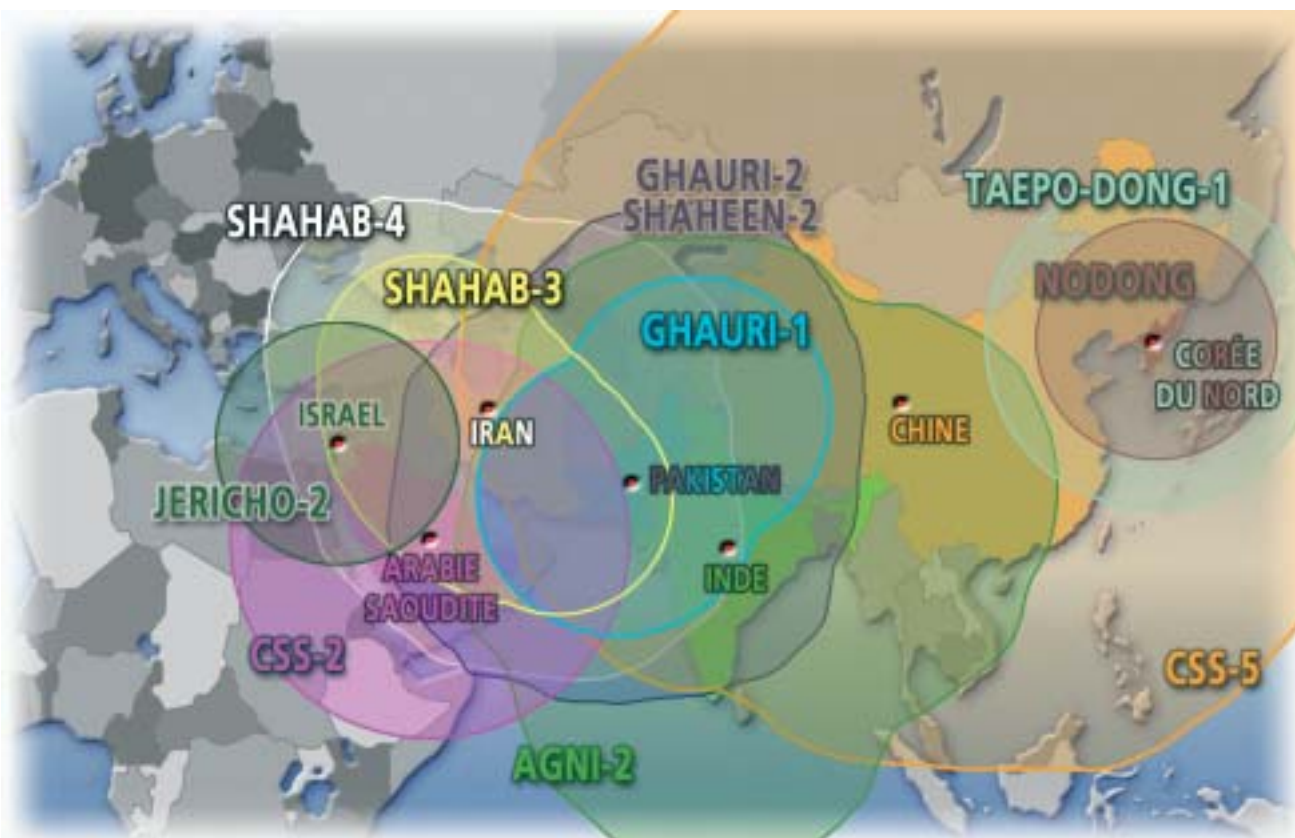 GHAURI-2
SHAHEEN-2
TAEPO-DONG-1
SHAHAB-4
SHAHAB-3
NODONG
GHAURI-1
CORÉE
DU NORD
ISRAEL
IRAN
CHINE
JERICHO-2
PAKISTAN
ARABIE
SAOUDITE
INDE
CSS-2
CSS-5
AGNI-2